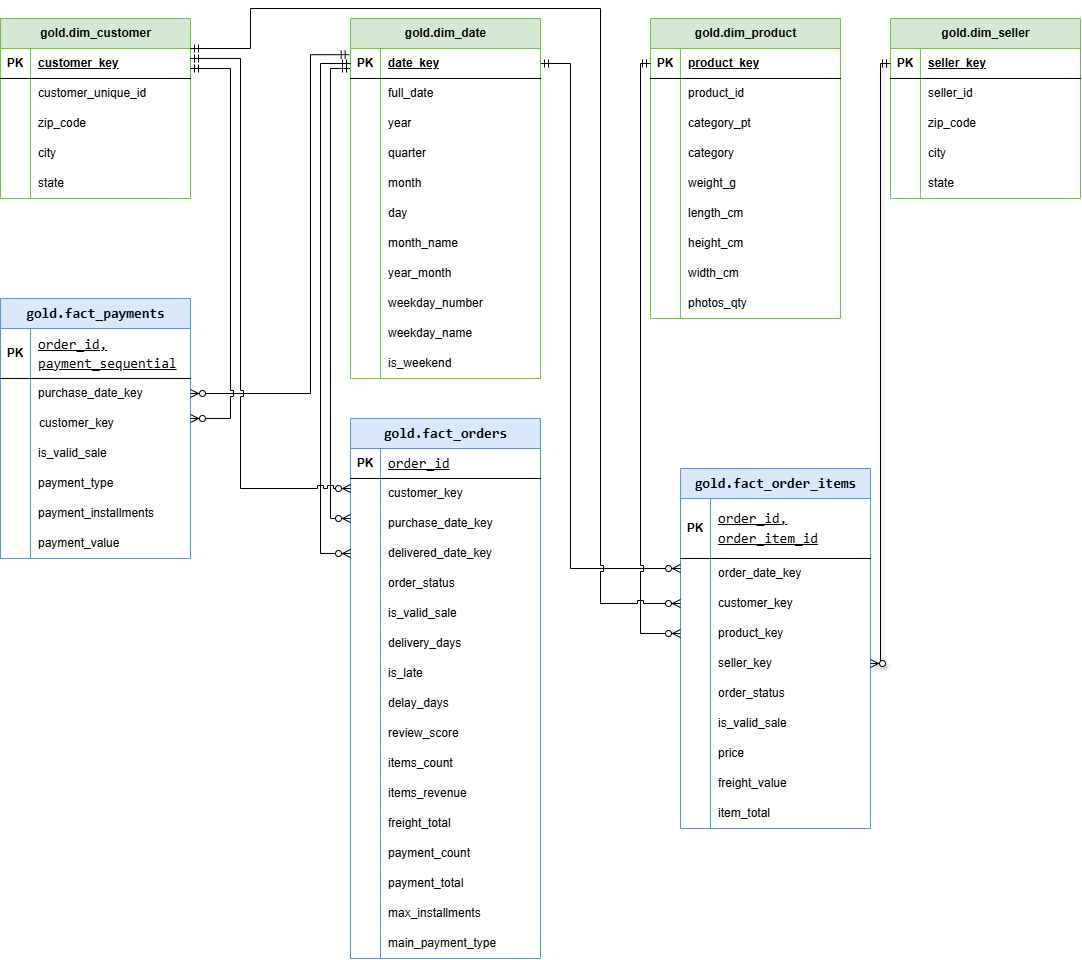 gold.dim_customer
PK customer_key
customer_unique_id
zip_code
city
state
gold.dim_date
PK date_key
full_date
year
quarter
month
day
month_name
year_month
weekday_number
weekday_name
is_weekend
gold.dim_product
PK product_key
product_id
category_pt
category
weight_g
length_cm
height_cm
width_cm
photos_qty
gold.dim_seller
PK seller_key
seller_id
zip_code
city
state
gold.fact_payments
PK order_id,
payment_sequential
purchase_date_key
customer_key
is_valid_sale
payment_type
payment_installments
payment_value
gold.fact_orders
PK order_id
customer_key
purchase_date_key
delivered_date_key
order_status
is_valid_sale
delivery_days
is_late
delay_days
review_score
items_count
items_revenue
freight_total
payment_count
payment_total
max_installments
main_payment_type
gold.fact_order_items
PK order_id,
order_item_id
order_date_key
customer_key
product_key
seller_key
order_status
is_valid_sale
price
freight_value
item_total